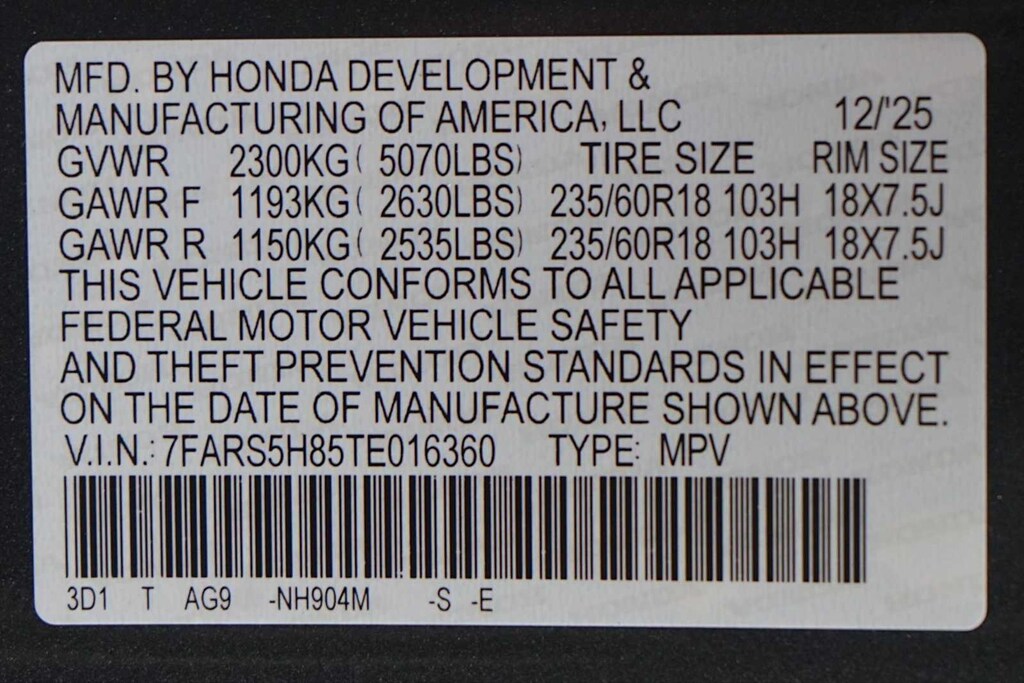 MFD. BY HONDA DEVELOPMENT &
MANUFACTURING OF AMERICA, LLC 12/'25
GVWR 2300KG( 5070LBS) TIRE SIZE RIM SIZE
GAWR F 1193KG( 2630LBS) 235/60R18 103H 18X7.5J
GAWR R 1150KG( 2535LBS) 235/60R18 103H 18X7.5J
THIS VEHICLE CONFORMS TO ALL APPLICABLE
FEDERAL MOTOR VEHICLE SAFETY
AND THEFT PREVENTION STANDARDS IN EFFECT
ON THE DATE OF MANUFACTURE SHOWN ABOVE.
V.I.N.: 7FARS5H85TE016360 TYPE: MPV
3D1 T AG9 -NH904M -S -E